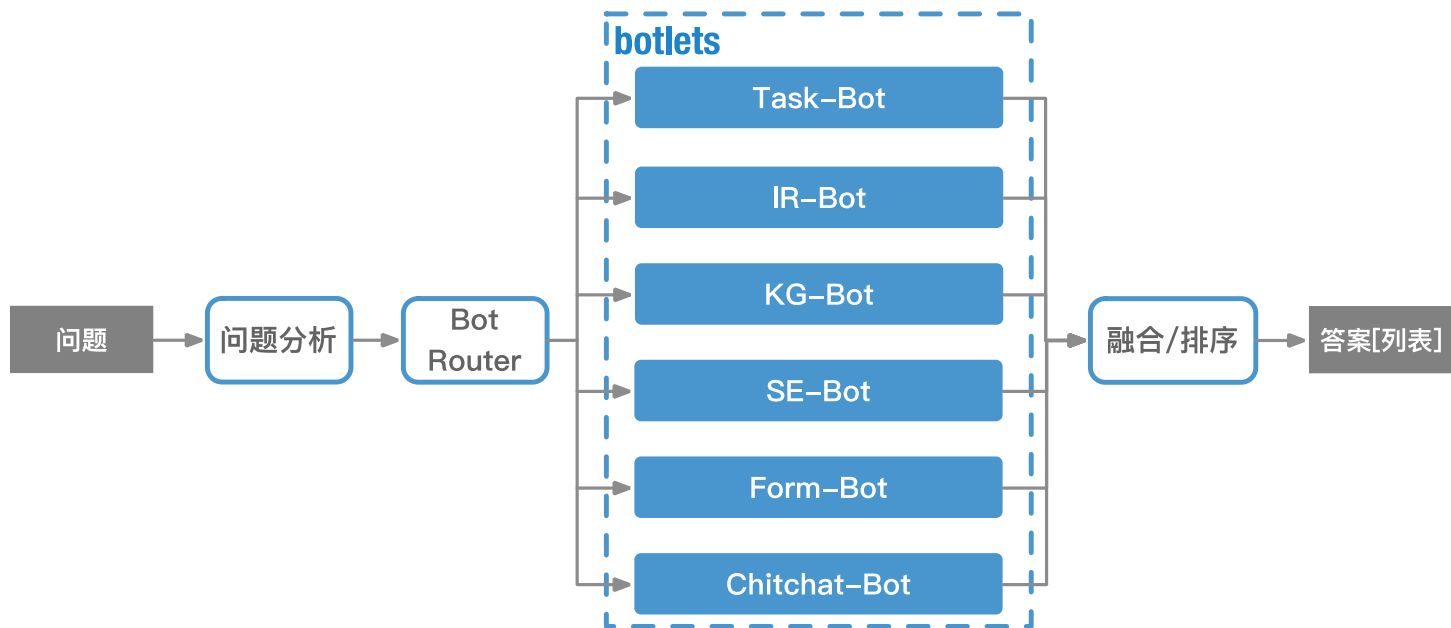 botlets
Task-Bot
IR-Bot
KG-Bot
SE-Bot
Form-Bot
Chitchat-Bot
问题
问题分析
Bot
Router
融合/排序
答案[列表]